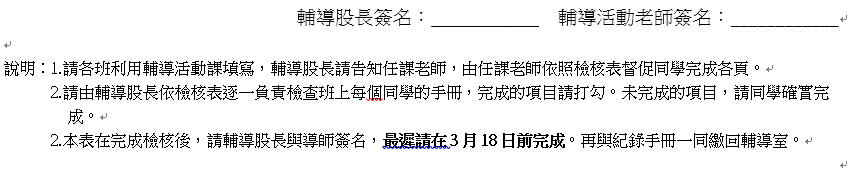 輔導股長簽名：____________ 輔導活動老師簽名：____________
說明：1.請各班利用輔導活動課填寫，輔導股長請告知任課老師，由任課老師依照檢核表督促同學完成各頁。
2.請由輔導股長依檢核表逐一負責檢查班上每個同學的手冊，完成的項目請打勾。未完成的項目，請同學確實完
成。
2.本表在完成檢核後，請輔導股長與導師簽名，最遲請在 3 月 18 日前完成。再與紀錄手冊一同繳回輔導室。